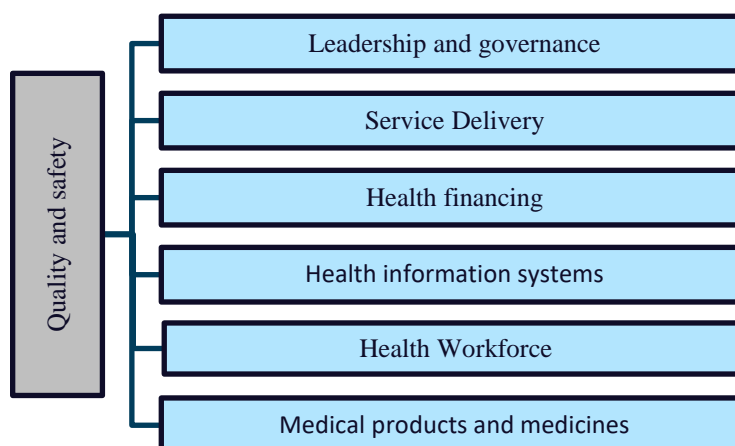 Quality and safety
Leadership and governance
Service Delivery
Health financing
Health information systems
Health Workforce
Medical products and medicines